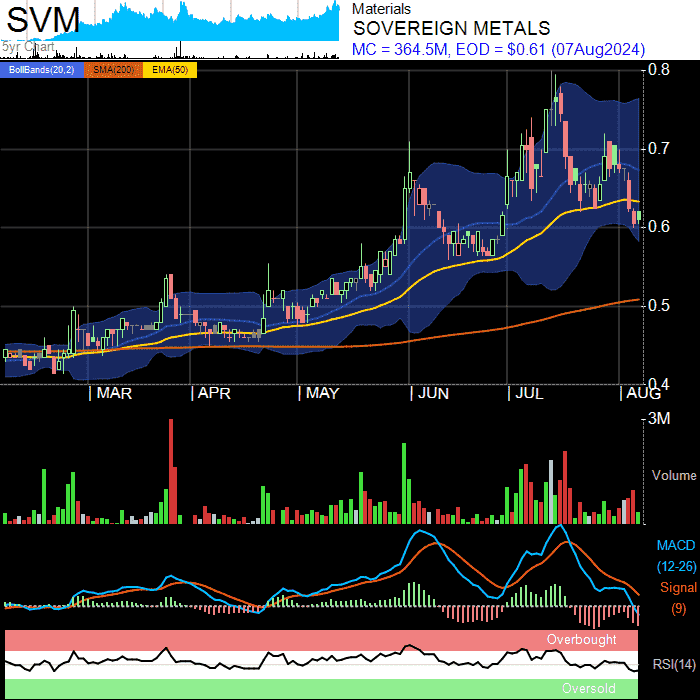 SVM
5yr Chart
Materials
SOVEREIGN METALS
MC = 364.5M, EOD = $0.61 (07Aug2024)
BollBands(20,2) SMA(200) EMA(50)
0.8
0.7
0.6
0.5
0.4
MAR APR MAY JUN JUL AUG
3M
Volume
MACD
(12-26)
Signal
(9)
Overbought
RSI(14)
Oversold